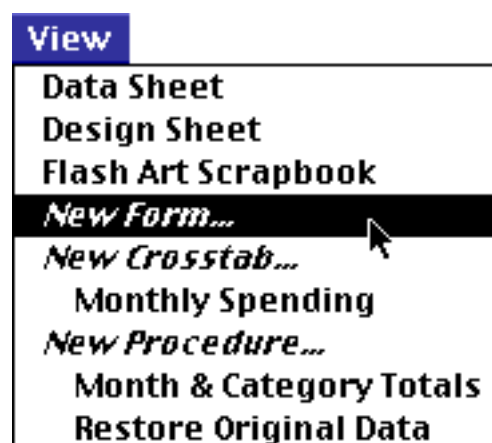 View
Data Sheet
Design Sheet
Flash Art Scrapbook
New Form...
New Crosstab...
Monthly Spending
New Procedure...
Month & Category Totals
Restore Original Data